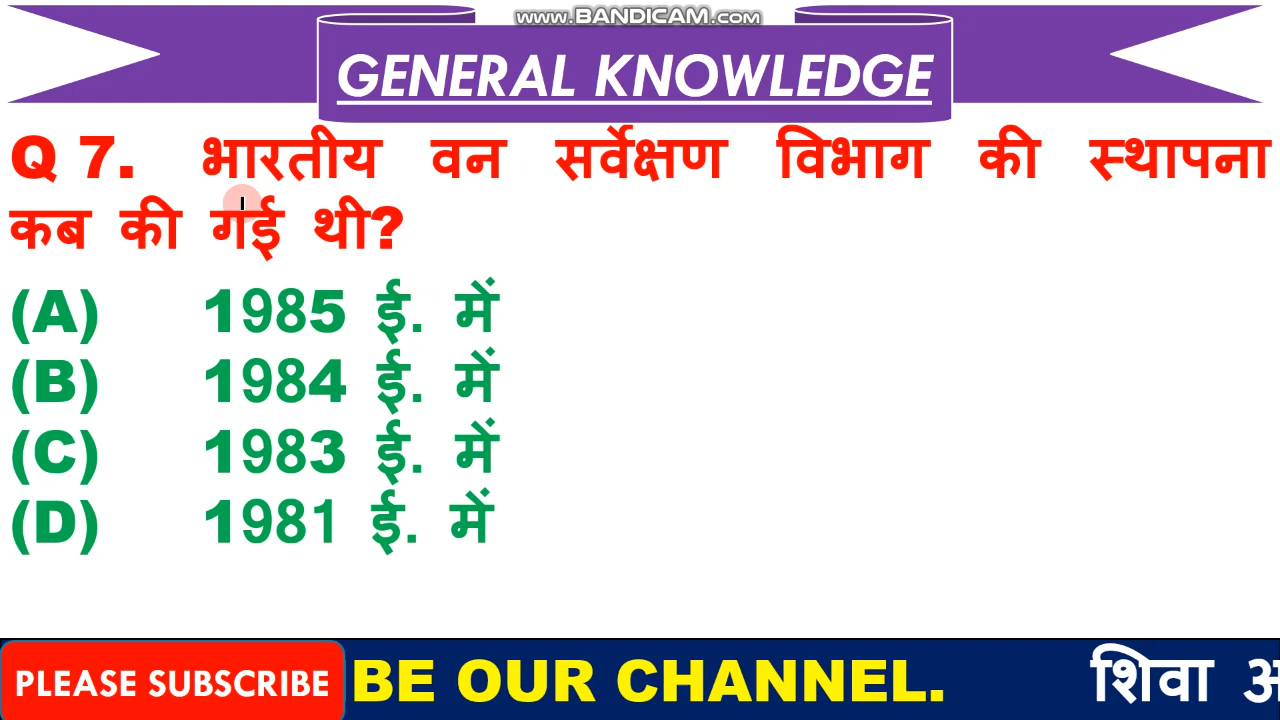 www.BANDICAM.com
GENERAL KNOWLEDGE
Q 7. भारतीय वन सर्वेक्षण विभाग की स्थापना
कब की गई थी?
(A) 1985 ई. में
(B) 1984 ई. में
(C) 1983 ई. में
(D) 1981 ई. में
PLEASE SUBSCRIBE BE OUR CHANNEL. शिवा